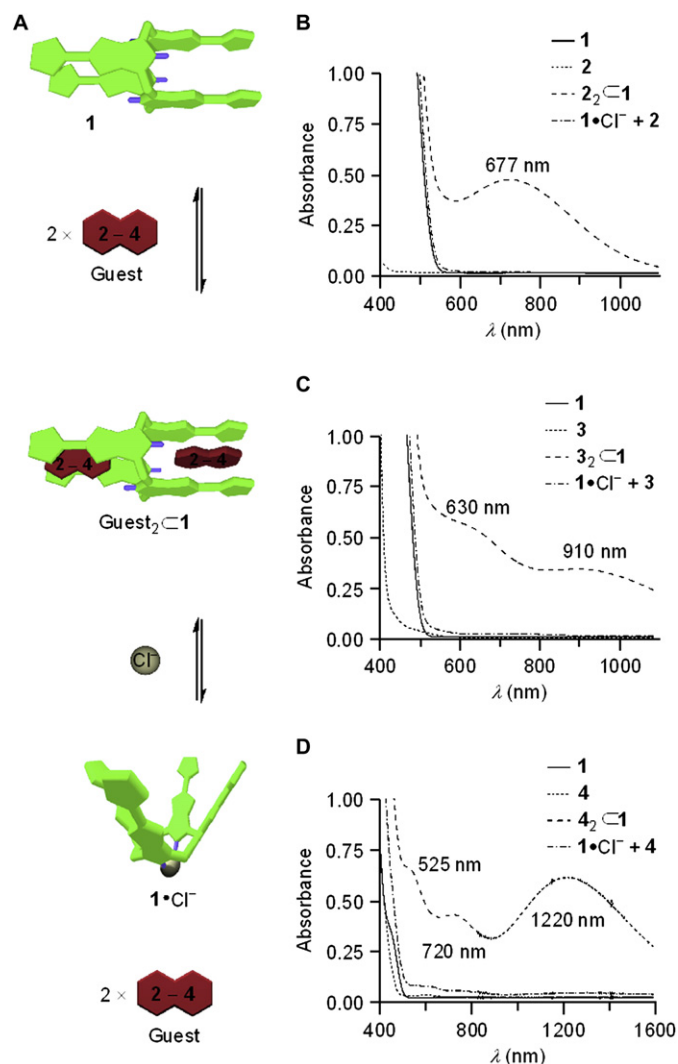 A
1
2 ×
2 – 4
Guest
2 – 4
2 – 4
Guest₂⊂1
Cl⁻
1•Cl⁻
2 ×
2 – 4
Guest
B
1
2
2₂⊂1
1•Cl⁻ + 2
1.00
0.75
0.50
0.25
0.00
Absorbance
677 nm
400 600 800 1000
λ (nm)
C
1
3
3₂⊂1
1•Cl⁻ + 3
1.00
0.75
0.50
0.25
0.00
Absorbance
630 nm
910 nm
400 600 800 1000
λ (nm)
D
1
4
4₂⊂1
1•Cl⁻ + 4
1.00
0.75
0.50
0.25
0.00
Absorbance
525 nm
720 nm
1220 nm
400 800 1200 1600
λ (nm)